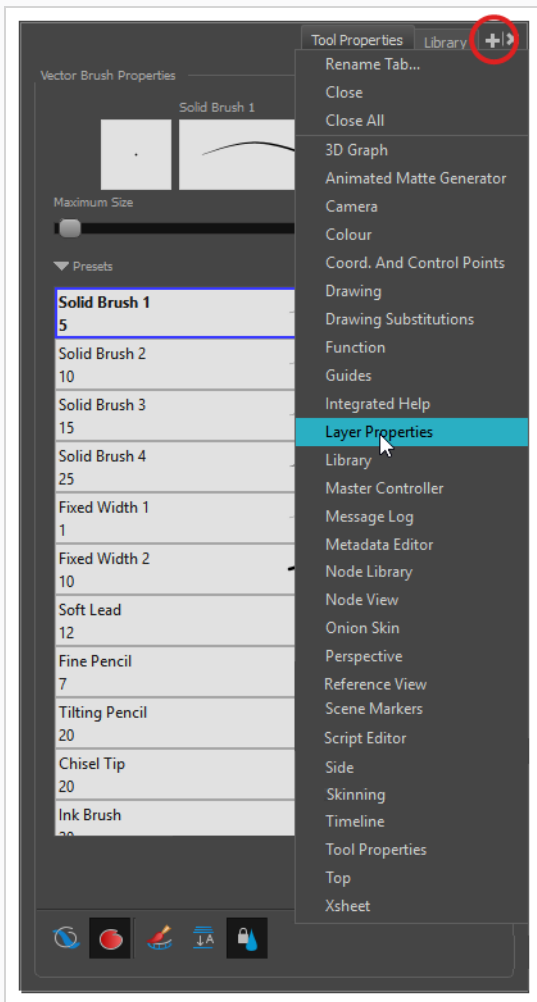 Tool Properties
Library
Vector Brush Properties
Solid Brush 1
Maximum Size
Presets
Solid Brush 1
5
Solid Brush 2
10
Solid Brush 3
15
Solid Brush 4
25
Fixed Width 1
1
Fixed Width 2
10
Soft Lead
12
Fine Pencil
7
Tilting Pencil
20
Chisel Tip
20
Ink Brush
Rename Tab...
Close
Close All
3D Graph
Animated Matte Generator
Camera
Colour
Coord. And Control Points
Drawing
Drawing Substitutions
Function
Guides
Integrated Help
Layer Properties
Library
Master Controller
Message Log
Metadata Editor
Node Library
Node View
Onion Skin
Perspective
Reference View
Scene Markers
Script Editor
Side
Skinning
Timeline
Tool Properties
Top
Xsheet